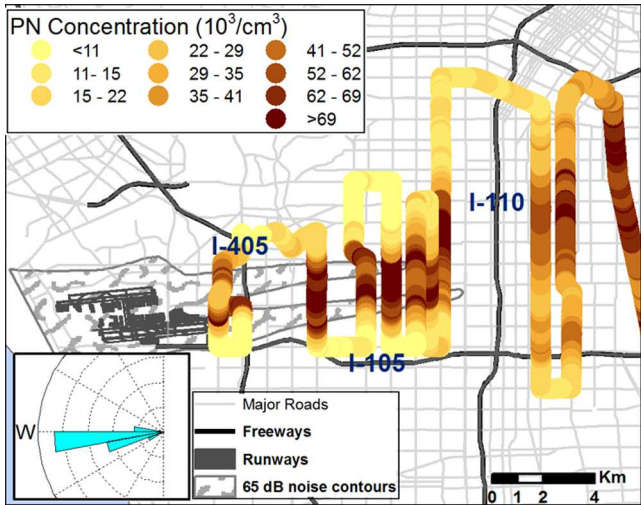 PN Concentration (10³/cm³)
<11
22 - 29
41 - 52
11- 15
29 - 35
52 - 62
15 - 22
35 - 41
62 - 69
>69
I-110
I-405
I-105
W
Major Roads
Freeways
Runways
65 dB noise contours
Km
0 1 2 4